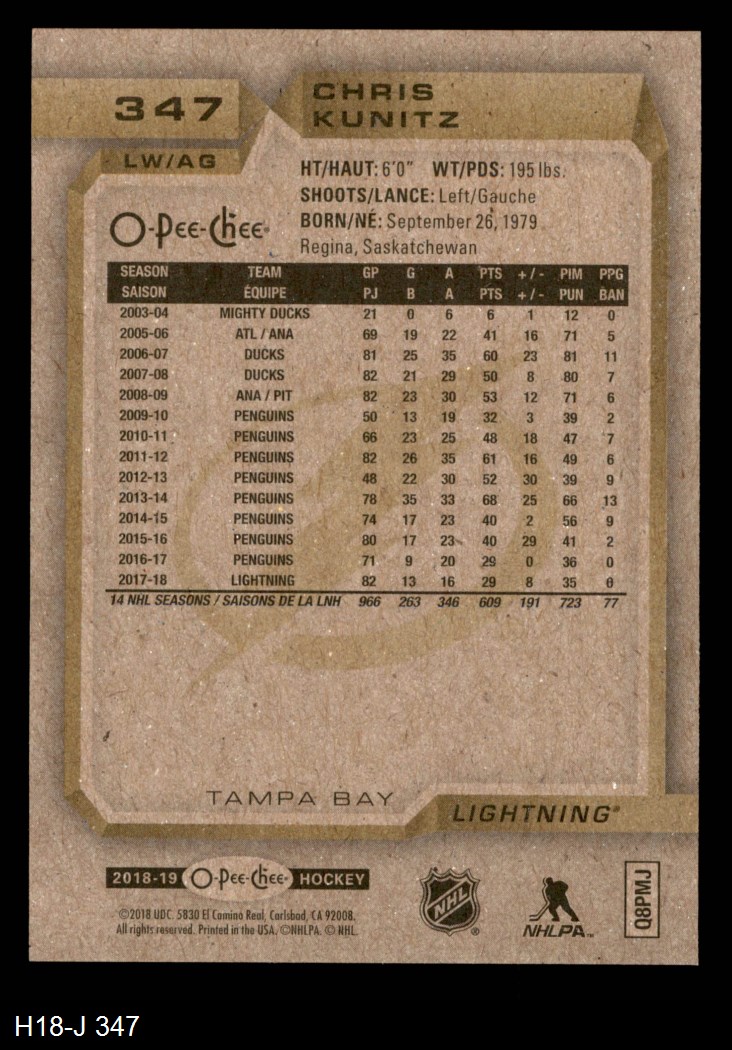 347
CHRIS
KUNITZ
LW/AG
HT/HAUT: 6'0" WT/PDS: 195 lbs.
SHOOTS/LANCE: Left/Gauche
BORN/NÉ: September 26, 1979
Regina, Saskatchewan
O-Pee-Chee®
SEASON TEAM GP G A PTS +/- PIM PPG
SAISON ÉQUIPE PJ B A PTS +/- PUN BAN
2003-04 MIGHTY DUCKS 21 0 6 6 1 12 0
2005-06 ATL / ANA 69 19 22 41 16 71 5
2006-07 DUCKS 81 25 35 60 23 81 11
2007-08 DUCKS 82 21 29 50 8 80 7
2008-09 ANA / PIT 82 23 30 53 12 71 6
2009-10 PENGUINS 50 13 19 32 3 39 2
2010-11 PENGUINS 66 23 25 48 18 47 7
2011-12 PENGUINS 82 26 35 61 16 49 6
2012-13 PENGUINS 48 22 30 52 30 39 9
2013-14 PENGUINS 78 35 33 68 25 66 13
2014-15 PENGUINS 74 17 23 40 2 56 9
2015-16 PENGUINS 80 17 23 40 29 41 2
2016-17 PENGUINS 71 9 20 29 0 36 0
2017-18 LIGHTNING 82 13 16 29 8 35 0
14 NHL SEASONS / SAISONS DE LA LNH 966 263 346 609 191 723 77
TAMPA BAY
LIGHTNING®
2018-19 O-Pee-Chee® HOCKEY
©2018 UDC. 5830 El Camino Real, Carlsbad, CA 92008.
All rights reserved. Printed in the USA. ©NHLPA. © NHL.
NHL®
NHLPA™
Q8PMJ
H18-J 347